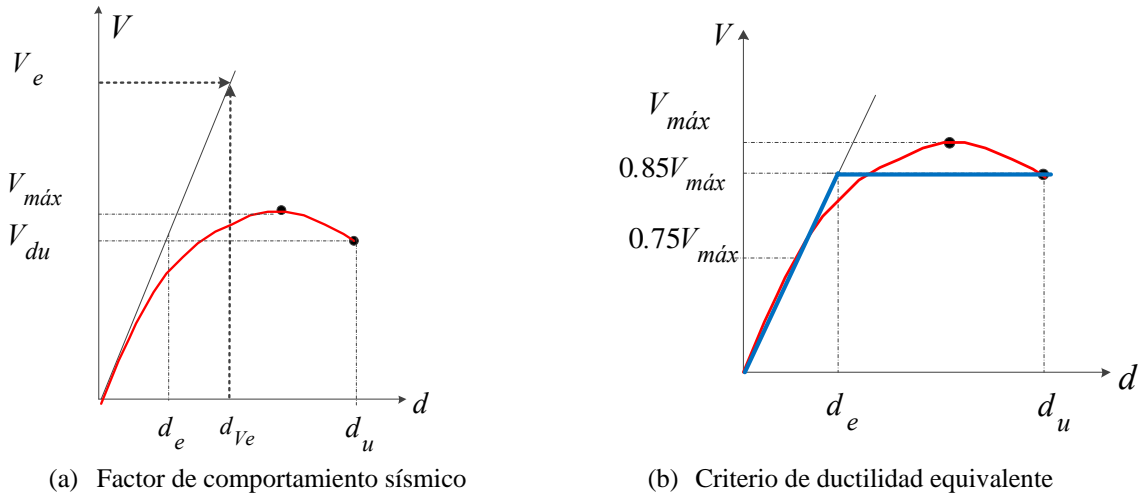 V
V_e
V_máx
V_du
d_e
d_Ve
d_u
d
(a) Factor de comportamiento sísmico
V
V_máx
0.85V_máx
0.75V_máx
d_e
d_u
d
(b) Criterio de ductilidad equivalente